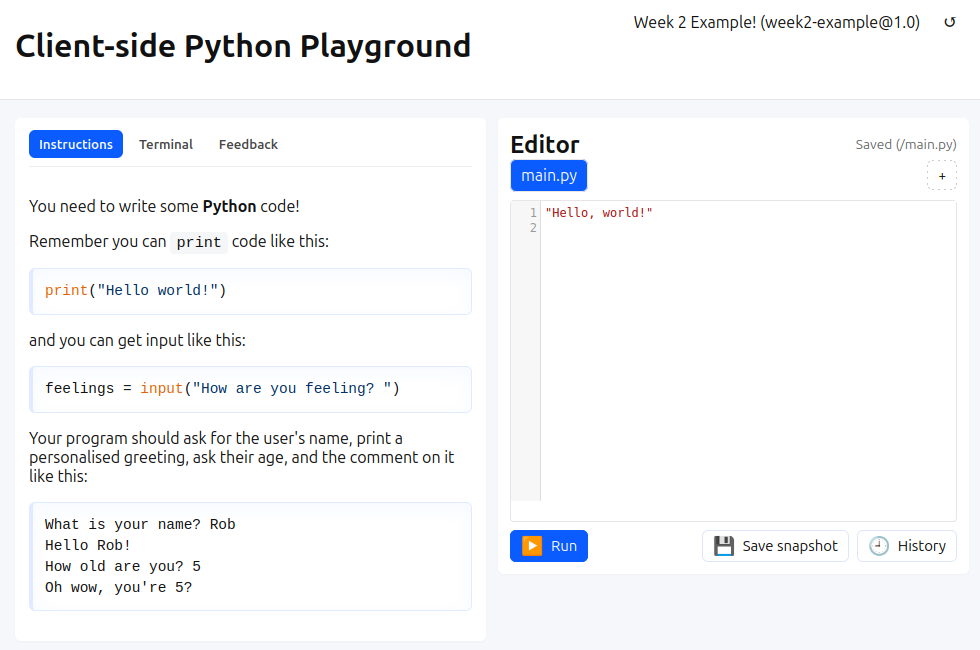 Client-side Python Playground
Week 2 Example! (week2-example@1.0) ↺
Instructions Terminal Feedback
You need to write some Python code!
Remember you can print code like this:
print("Hello world!")
and you can get input like this:
feelings = input("How are you feeling? ")
Your program should ask for the user's name, print a
personalised greeting, ask their age, and the comment on it
like this:
What is your name? Rob
Hello Rob!
How old are you? 5
Oh wow, you're 5?
Editor
Saved (/main.py)
main.py
+
1 "Hello, world!"
2
Run
Save snapshot
History